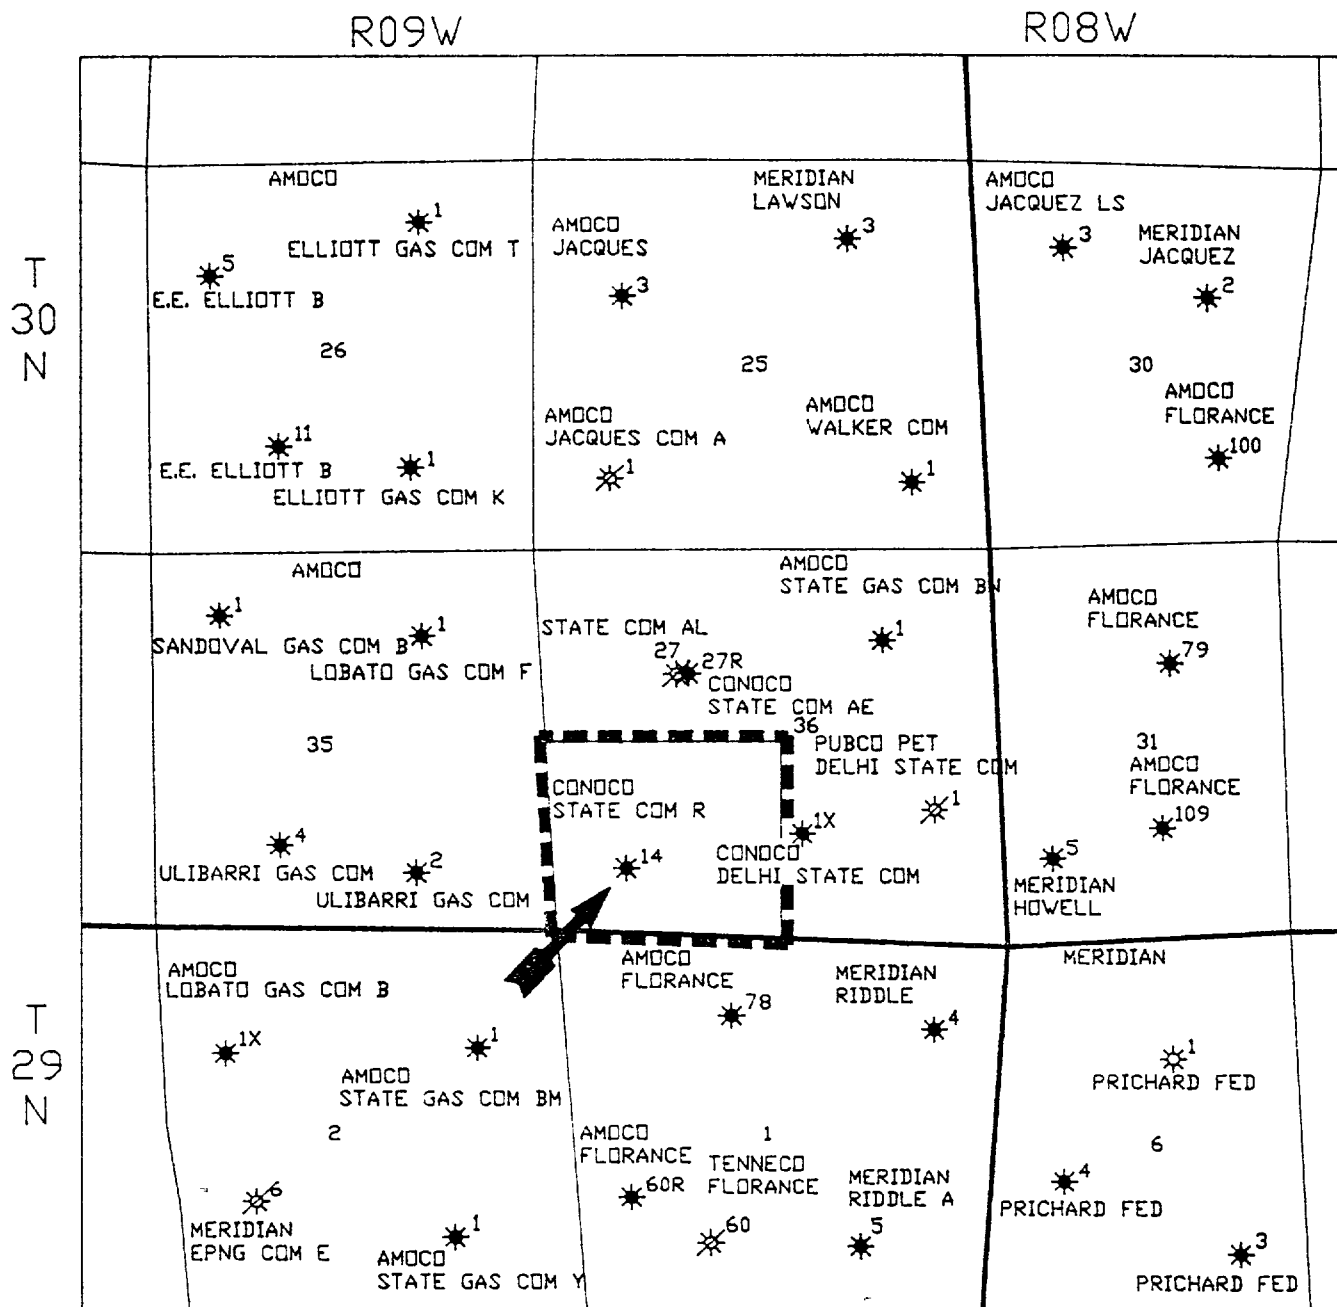 R09W
R08W
T
30
N
AMOCO
1
ELLIOTT GAS COM T
5
E.E. ELLIOTT B
26
11
E.E. ELLIOTT B
1
ELLIOTT GAS COM K
AMOCO
JACQUES
3
MERIDIAN
LAWSON
3
25
AMOCO
JACQUES COM A
1
AMOCO
WALKER COM
1
AMOCO
JACQUEZ LS
3
MERIDIAN
JACQUEZ
2
30
AMOCO
FLORANCE
100
AMOCO
1
SANDOVAL GAS COM B
1
LOBATO GAS COM F
35
4
ULIBARRI GAS COM
2
ULIBARRI GAS COM
AMOCO
STATE GAS COM BN
1
STATE COM AL
27
27R
CONOCO
STATE COM AE
36
PUBCO PET
DELHI STATE COM
1
CONOCO
STATE COM R
14
1X
CONOCO
DELHI STATE COM
AMOCO
FLORANCE
79
31
AMOCO
FLORANCE
109
5
MERIDIAN
HOWELL
T
29
N
AMOCO
LOBATO GAS COM B
1X
1
AMOCO
STATE GAS COM BM
2
6
MERIDIAN
EPNG COM E
1
AMOCO
STATE GAS COM Y
AMOCO
FLORANCE
78
MERIDIAN
RIDDLE
4
1
AMOCO
FLORANCE
60R
TENNECO
FLORANCE
60
MERIDIAN
RIDDLE A
5
MERIDIAN
1
PRICHARD FED
6
4
PRICHARD FED
3
PRICHARD FED